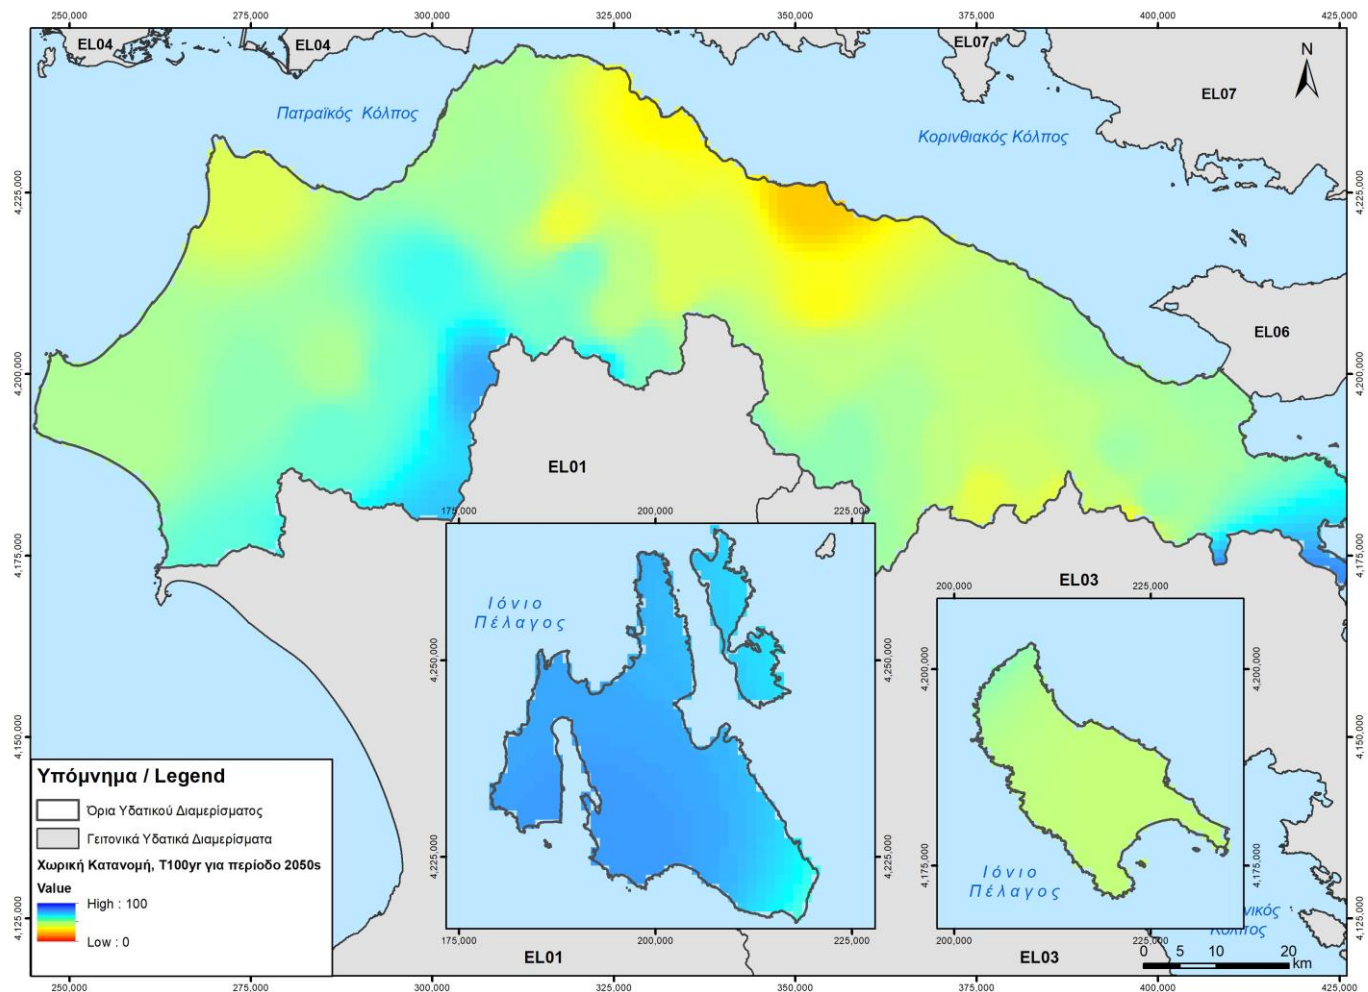 250,000 275,000 300,000 325,000 350,000 375,000 400,000 425,000
EL04 EL04 EL07
N
EL07
Πατραϊκός Κόλπος
Κορινθιακός Κόλπος
4,225,000 4,225,000
EL06
4,200,000 4,200,000
EL01
175,000 200,000 225,000
4,175,000 4,175,000
200,000 EL03 225,000
Ιόνιο
Πέλαγος
4,250,000 4,250,000
4,200,000 4,200,000
4,150,000 4,150,000
Υπόμνημα / Legend
Όρια Υδατικού Διαμερίσματος
Γειτονικά Υδατικά Διαμερίσματα
Χωρική Κατανομή, T100yr για περίοδο 2050s
Value
High : 100
Low : 0
4,225,000 4,225,000
4,175,000 4,175,000
Ιόνιο
Πέλαγος
4,125,000 4,125,000
νικός
Κόλπος
175,000 200,000 225,000
200,000 225,000
0 5 10 20
km
EL01 EL03
250,000 275,000 300,000 325,000 350,000 375,000 400,000 425,000